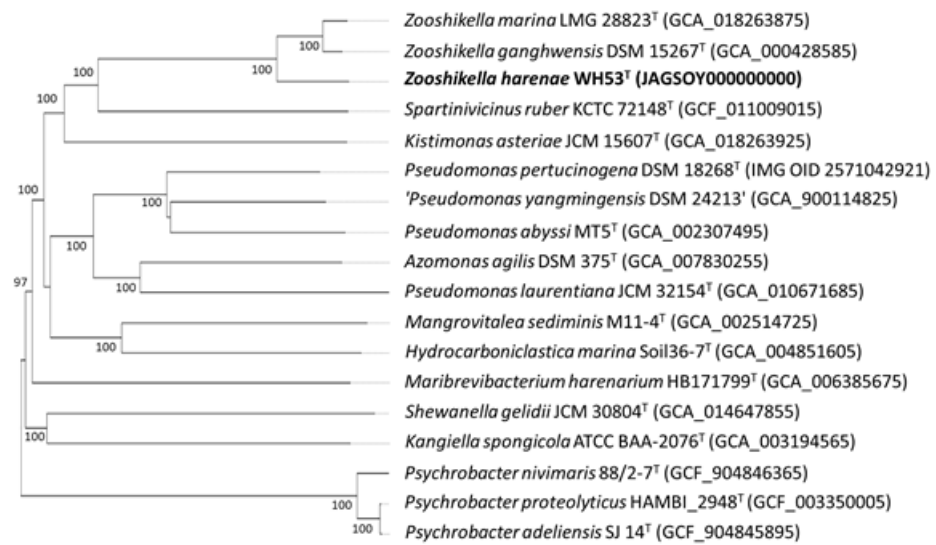 Zooshikella marina LMG 28823ᵀ (GCA_018263875)
100
Zooshikella ganghwensis DSM 15267ᵀ (GCA_000428585)
100
100
Zooshikella harenae WH53ᵀ (JAGSOY000000000)
100
Spartinivicinus ruber KCTC 72148ᵀ (GCF_011009015)
Kistimonas asteriae JCM 15607ᵀ (GCA_018263925)
Pseudomonas pertucinogena DSM 18268ᵀ (IMG OID 2571042921)
100
100
'Pseudomonas yangmingensis DSM 24213' (GCA_900114825)
Pseudomonas abyssi MT5ᵀ (GCA_002307495)
100
Azomonas agilis DSM 375ᵀ (GCA_007830255)
97
100
Pseudomonas laurentiana JCM 32154ᵀ (GCA_010671685)
Mangrovitalea sediminis M11-4ᵀ (GCA_002514725)
100
Hydrocarboniclastica marina Soil36-7ᵀ (GCA_004851605)
Maribrevibacterium harenarium HB171799ᵀ (GCA_006385675)
Shewanella gelidii JCM 30804ᵀ (GCA_014647855)
100
Kangiella spongicola ATCC BAA-2076ᵀ (GCA_003194565)
Psychrobacter nivimaris 88/2-7ᵀ (GCF_904846365)
100
Psychrobacter proteolyticus HAMBI_2948ᵀ (GCF_003350005)
100
Psychrobacter adeliensis SJ 14ᵀ (GCF_904845895)